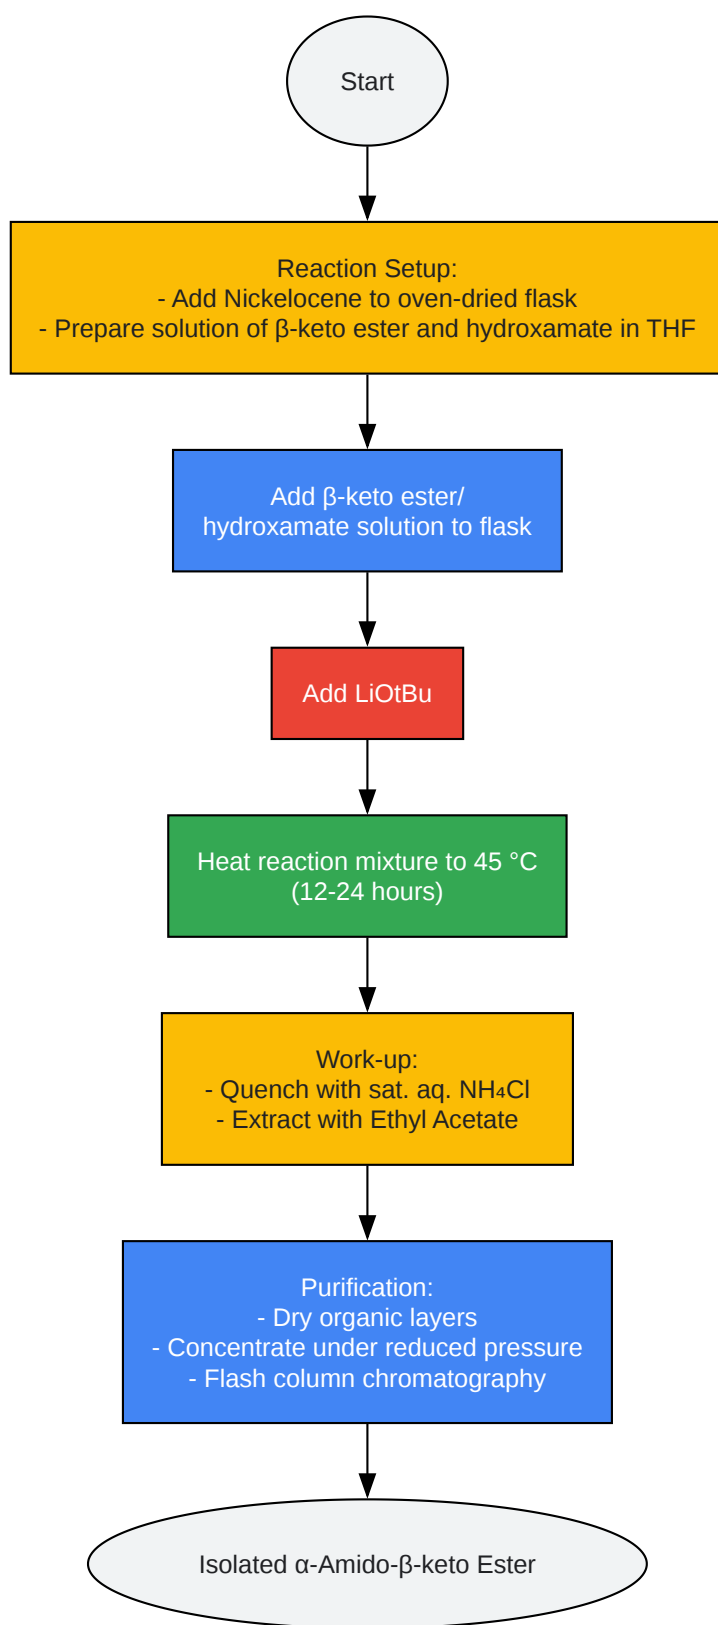 Start
Reaction Setup:
- Add Nickelocene to oven-dried flask
- Prepare solution of β-keto ester and hydroxamate in THF
Add β-keto ester/
hydroxamate solution to flask
Add LiOtBu
Heat reaction mixture to 45 °C
(12-24 hours)
Work-up:
- Quench with sat. aq. NH₄Cl
- Extract with Ethyl Acetate
Purification:
- Dry organic layers
- Concentrate under reduced pressure
- Flash column chromatography
Isolated α-Amido-β-keto Ester